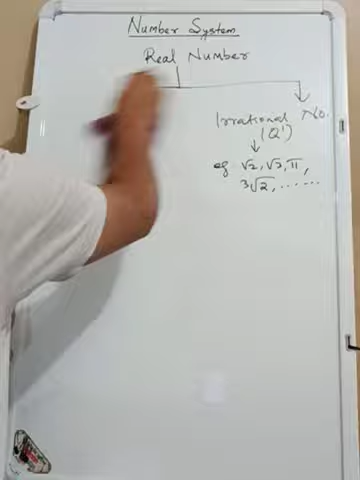 Number System
Real Number
Irrational No.
(Q')
eg √2, √3, π,
3√2, ......